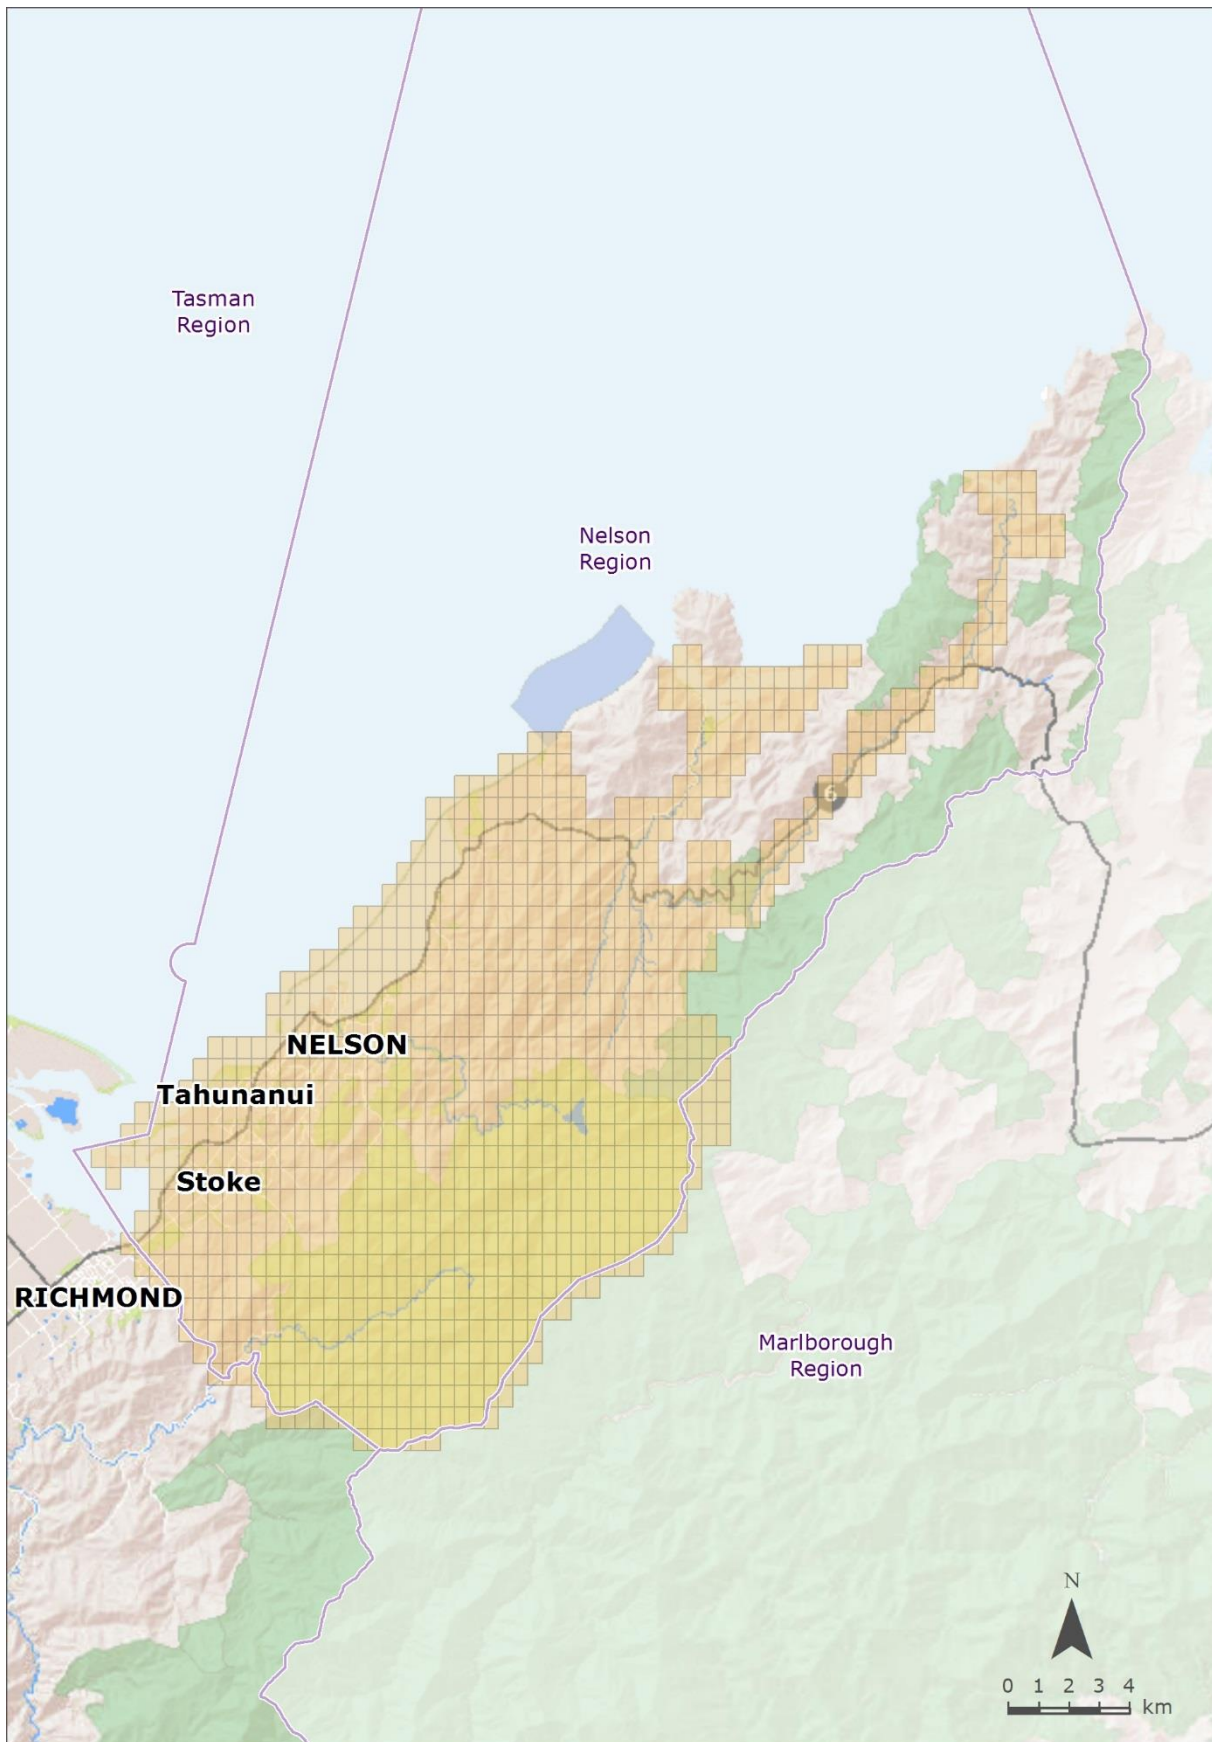 Tasman
Region
Nelson
Region
6
NELSON
Tahunanui
Stoke
RICHMOND
Marlborough
Region
N
0 1 2 3 4
km